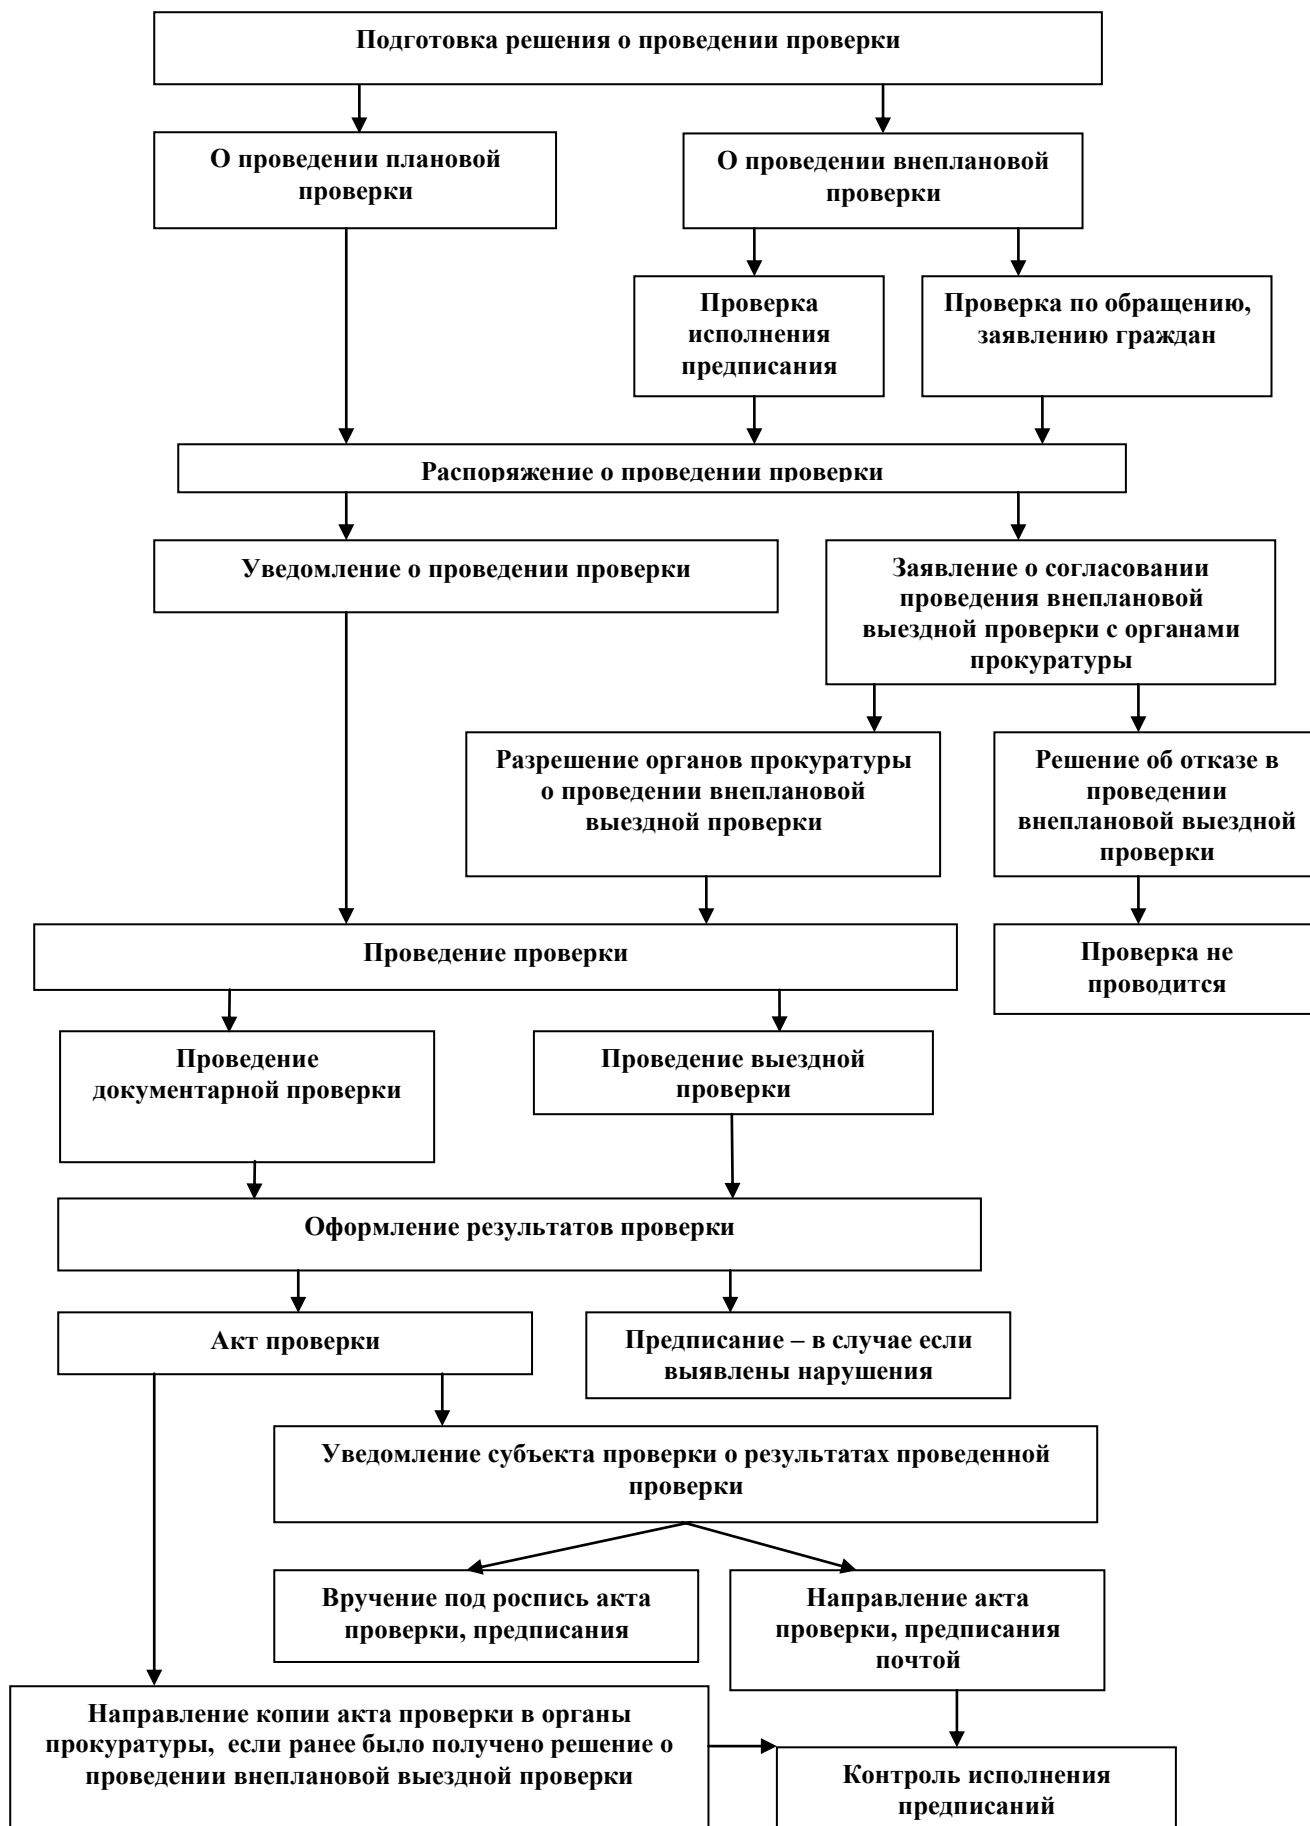 Подготовка решения о проведении проверки
О проведении плановой
проверки
О проведении внеплановой
проверки
Проверка
исполнения
предписания
Проверка по обращению,
заявлению граждан
Распоряжение о проведении проверки
Уведомление о проведении проверки
Заявление о согласовании
проведения внеплановой
выездной проверки с органами
прокуратуры
Разрешение органов прокуратуры
о проведении внеплановой
выездной проверки
Решение об отказе в
проведении
внеплановой выездной
проверки
Проведение проверки
Проверка не
проводится
Проведение
документарной проверки
Проведение выездной
проверки
Оформление результатов проверки
Акт проверки
Предписание – в случае если
выявлены нарушения
Уведомление субъекта проверки о результатах проведенной
проверки
Вручение под роспись акта
проверки, предписания
Направление акта
проверки, предписания
почтой
Направление копии акта проверки в органы
прокуратуры, если ранее было получено решение о
проведении внеплановой выездной проверки
Контроль исполнения
предписаний